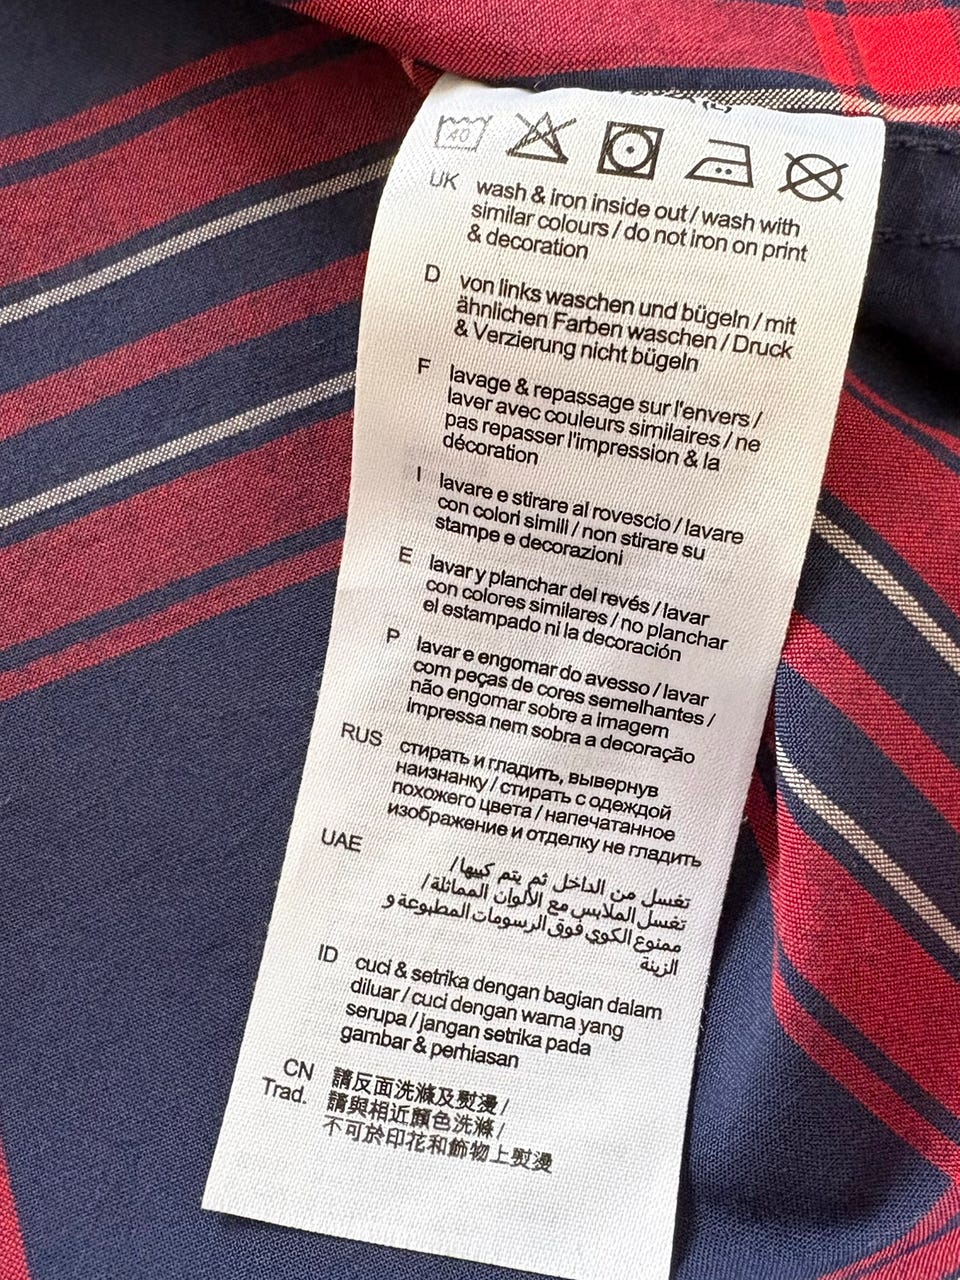 40
UK wash & iron inside out / wash with
similar colours / do not iron on print
& decoration
D von links waschen und bügeln / mit
ähnlichen Farben waschen / Druck
& Verzierung nicht bügeln
F lavage & repassage sur l'envers /
laver avec couleurs similaires / ne
pas repasser l'impression & la
décoration
I lavare e stirare al rovescio / lavare
con colori simili / non stirare su
stampe e decorazioni
E lavar y planchar del revés / lavar
con colores similares / no planchar
el estampado ni la decoración
P lavar e engomar do avesso / lavar
com peças de cores semelhantes /
não engomar sobre a imagem
impressa nem sobra a decoração
RUS стирать и гладить, вывернув
наизнанку / стирать с одеждой
похожего цвета / напечатанное
изображение и отделку не гладить
UAE تغسل من الداخل ثم يتم كيها /
تغسل الملابس مع الألوان المماثلة /
ممنوع الكوي فوق الرسومات المطبوعة و
الزينة
ID cuci & setrika dengan bagian dalam
diluar / cuci dengan warna yang
serupa / jangan setrika pada
gambar & perhiasan
CN 請反面洗滌及熨燙 /
Trad. 請與相近顏色洗滌 /
不可於印花和飾物上熨燙